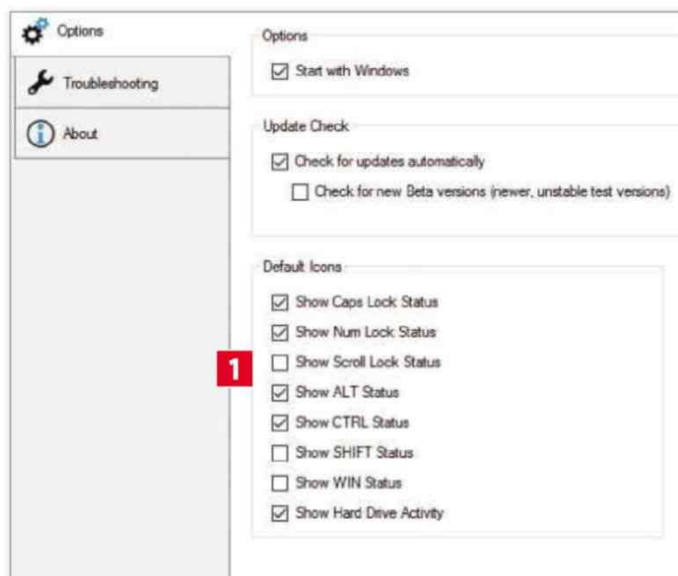 Options
Troubleshooting
About
Options
Start with Windows
Update Check
Check for updates automatically
Check for new Beta versions (newer, unstable test versions)
Default Icons
Show Caps Lock Status
Show Num Lock Status
1
Show Scroll Lock Status
Show ALT Status
Show CTRL Status
Show SHIFT Status
Show WIN Status
Show Hard Drive Activity